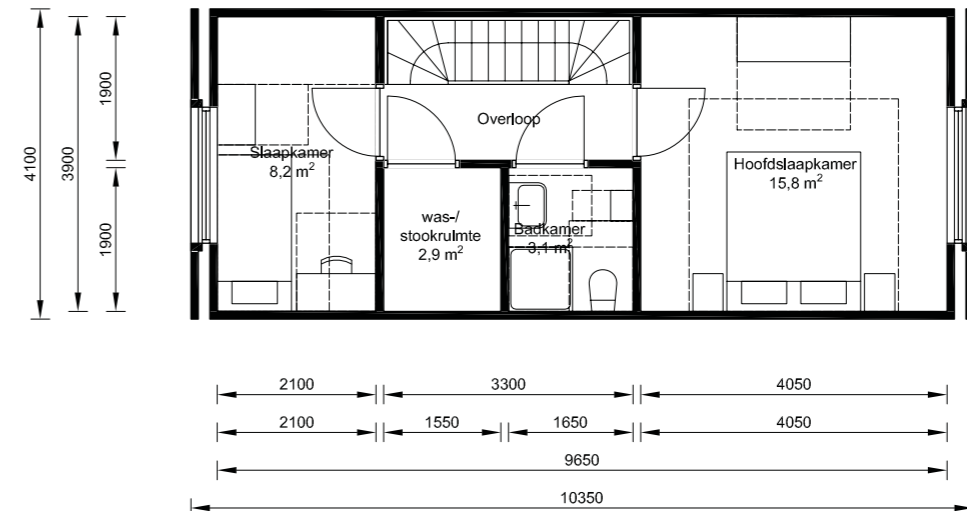 Overloop
Slaapkamer
8,2 m²
Hoofdslaapkamer
15,8 m²
was-/
stookruimte
2,9 m²
Badkamer
3,1 m²
4100
3900
1900
1900
2100
3300
4050
2100
1550
1650
4050
9650
10350